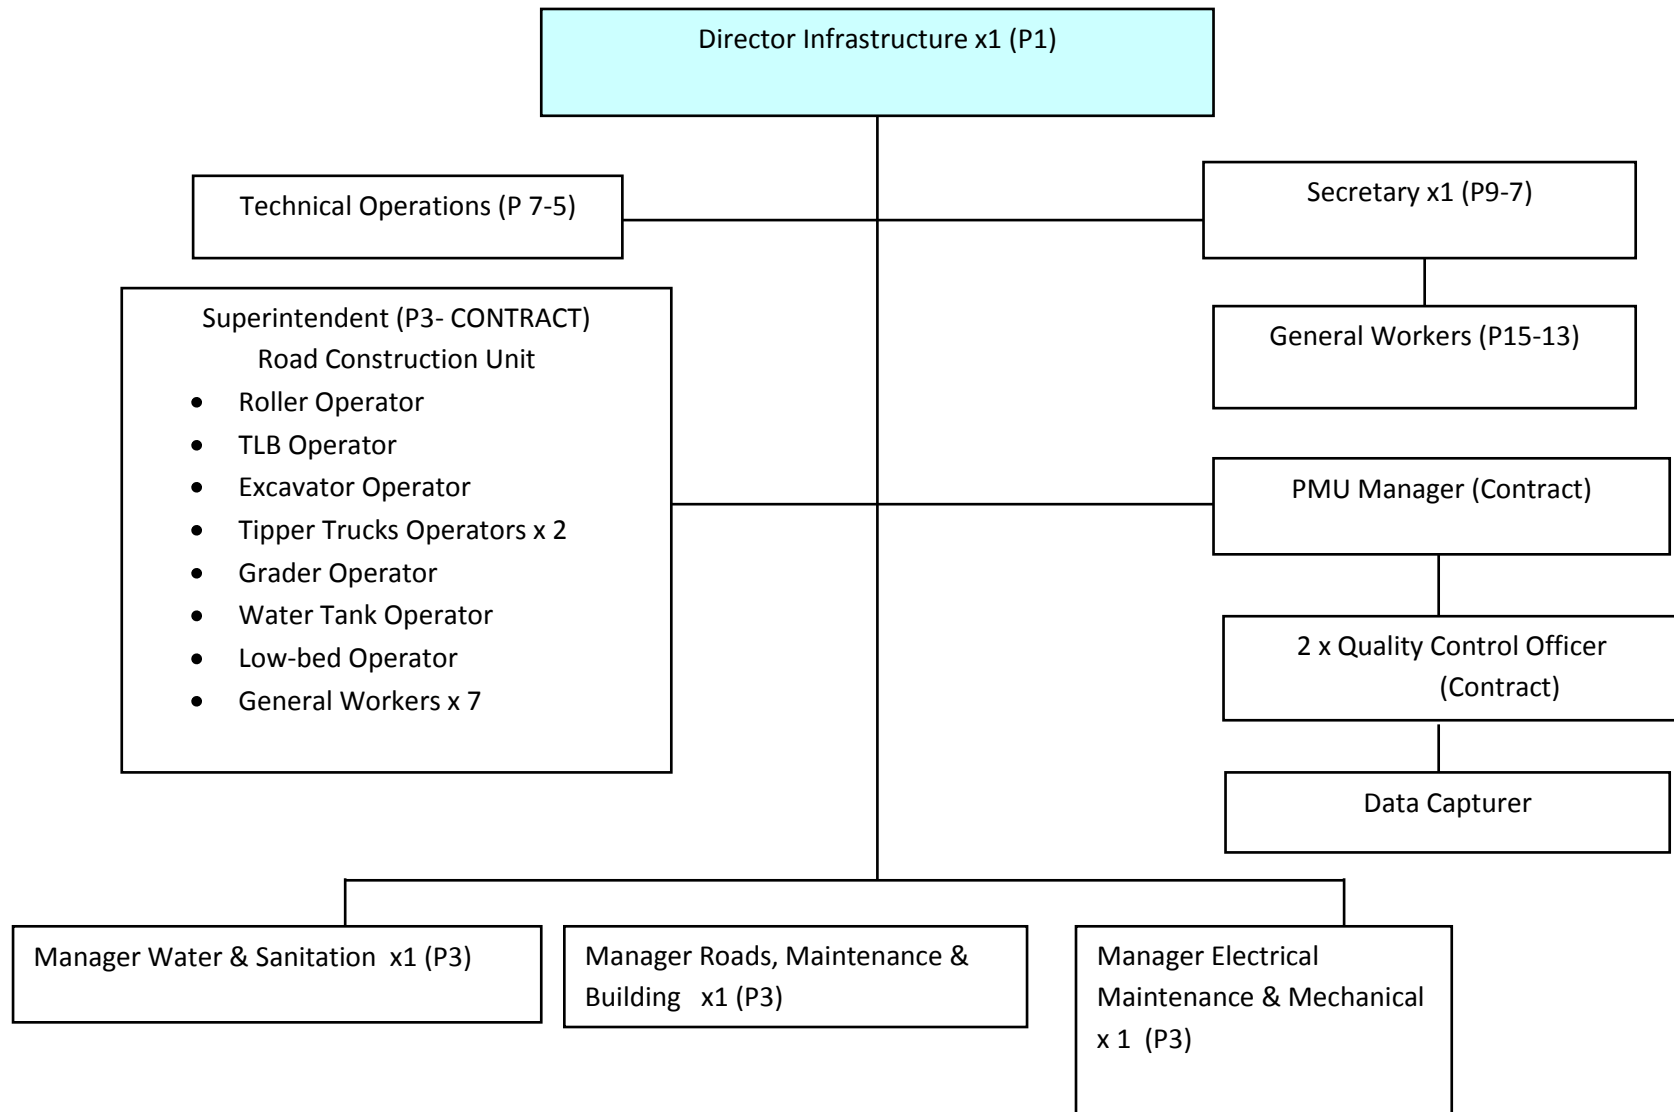 Director Infrastructure x1 (P1)
Technical Operations (P 7-5)
Secretary x1 (P9-7)
Superintendent (P3- CONTRACT)
Road Construction Unit
• Roller Operator
• TLB Operator
• Excavator Operator
• Tipper Trucks Operators x 2
• Grader Operator
• Water Tank Operator
• Low-bed Operator
• General Workers x 7
General Workers (P15-13)
PMU Manager (Contract)
2 x Quality Control Officer
(Contract)
Data Capturer
Manager Water & Sanitation x1 (P3)
Manager Roads, Maintenance &
Building x1 (P3)
Manager Electrical
Maintenance & Mechanical
x 1 (P3)